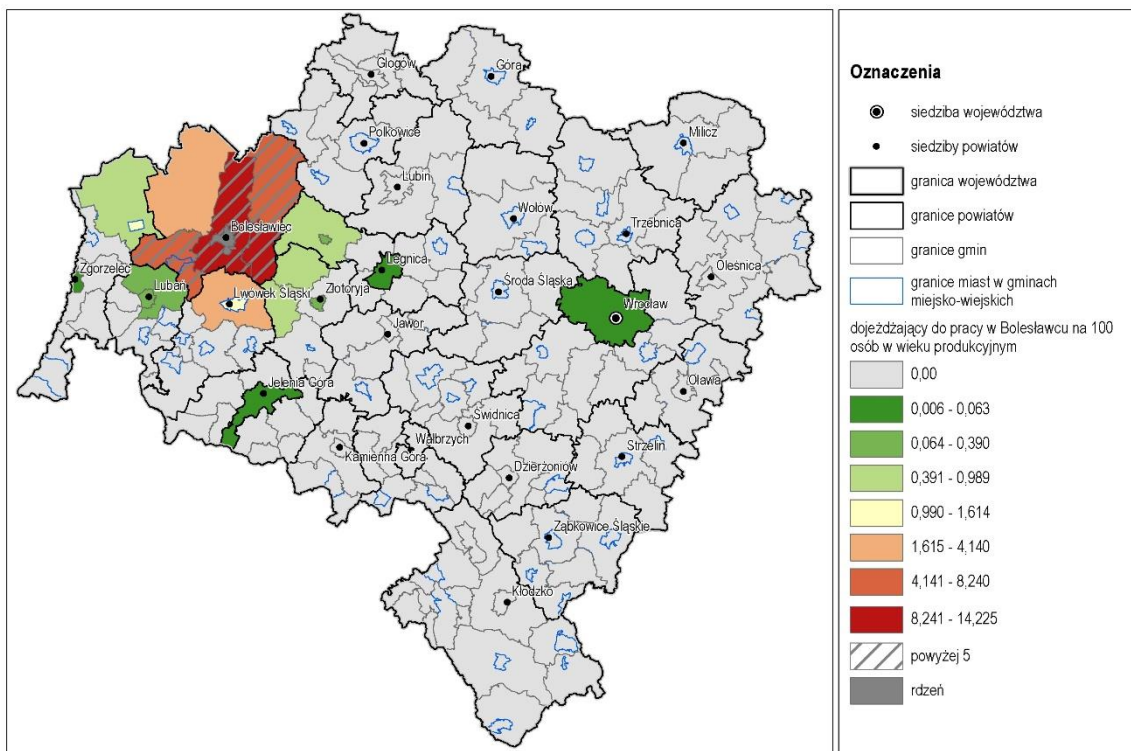 Głogów
Góra
Polkowice
Milicz
Lubin
Wołów
Trzebnica
Bolesławiec
Oleśnica
Zgorzelec
Legnica
Lubań
Lwówek Śląski
Złotoryja
Środa Śląska
Wrocław
Jawor
Jelenia Góra
Oława
Świdnica
Wałbrzych
Kamienna Góra
Strzelin
Dzierżoniów
Ząbkowice Śląskie
Kłodzko
Oznaczenia
siedziba województwa
siedziby powiatów
granica województwa
granice powiatów
granice gmin
granice miast w gminach
miejsko-wiejskich
dojeżdżający do pracy w Bolesławcu na 100
osób w wieku produkcyjnym
0,00
0,006 - 0,063
0,064 - 0,390
0,391 - 0,989
0,990 - 1,614
1,615 - 4,140
4,141 - 8,240
8,241 - 14,225
powyżej 5
rdzeń